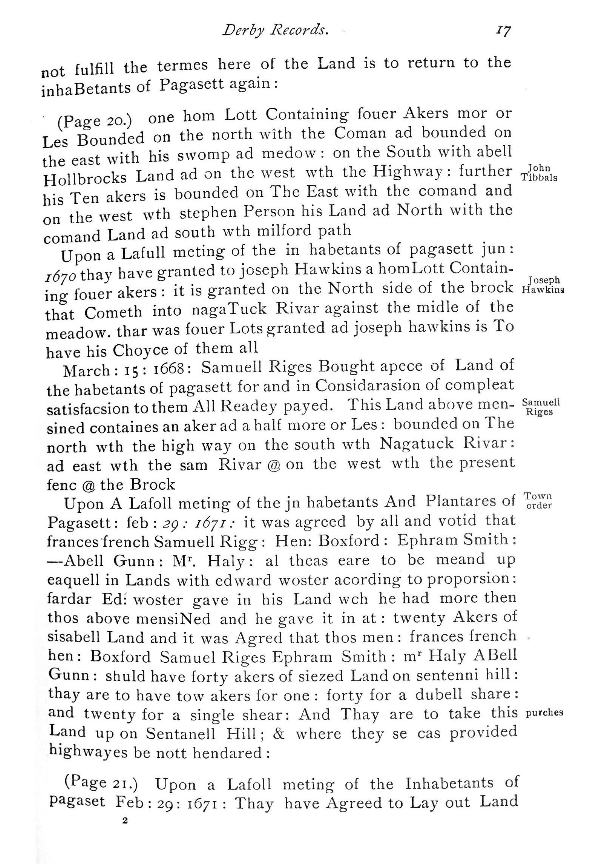 Derby Records. 17
not fulfill the termes here of the Land is to return to the
inhaBetants of Pagasett again:
(Page 20.) one hom Lott Containing fouer Akers mor or
Les Bounded on the north with the Coman ad bounded on
the east with his swomp ad medow: on the South with abell
Hollbrocks Land ad on the west wth the Highway: further
John
Tibbals
his Ten akers is bounded on The East with the comand and
on the west wth stephen Person his Land ad North with the
comand Land ad south wth milford path
Upon a Lafull meting of the in habetants of pagasett jun:
1670 thay have granted to joseph Hawkins a homLott Contain-
ing fouer akers: it is granted on the North side of the brock
Joseph
Hawkins
that Cometh into nagaTuck Rivar against the midle of the
meadow. thar was fouer Lots granted ad joseph hawkins is To
have his Choyce of them all
March: 15: 1668: Samuell Riges Bought apece of Land of
the habetants of pagasett for and in Considarasion of compleat
satisfacsion to them All Readey payed. This Land above men-
Samuell
Riges
sined containes an aker ad a half more or Les: bounded on The
north wth the high way on the south wth Nagatuck Rivar:
ad east wth the sam Rivar @ on the west wth the present
fenc @ the Brock
Upon A Lafoll meting of the jn habetants And Plantares of
Town
order
Pagasett: feb: 29: 1671: it was agreed by all and votid that
frances french Samuell Rigg: Hen: Boxford: Ephram Smith:
—Abell Gunn: Mr. Haly: al theas eare to be meand up
eaquell in Lands with edward woster acording to proporsion:
fardar Ed: woster gave in his Land wch he had more then
thos above mensiNed and he gave it in at: twenty Akers of
sisabell Land and it was Agred that thos men: frances french
hen: Boxford Samuel Riges Ephram Smith: mr Haly ABell
Gunn: shuld have forty akers of siezed Land on sentenni hill:
thay are to have tow akers for one: forty for a dubell share:
and twenty for a single shear: And Thay are to take this
purches
Land up on Sentanell Hill; & where they se cas provided
highwayes be nott hendared:
(Page 21.) Upon a Lafoll meting of the Inhabetants of
pagaset Feb: 29: 1671: Thay have Agreed to Lay out Land
2